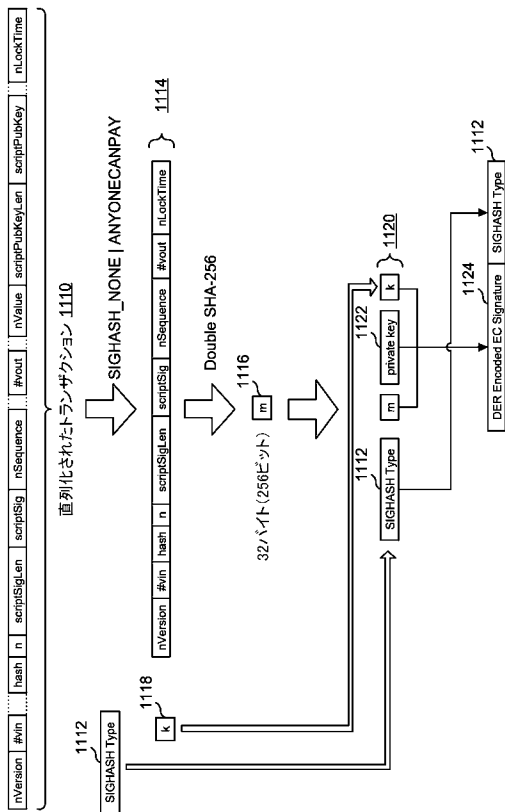 nVersion #vin hash n scriptSigLen scriptSig nSequence #vout nValue scriptPubKeyLen scriptPubKey nLockTime
直列化されたトランザクション 1110
1112
SIGHASH Type
SIGHASH_NONE | ANYONECANPAY
1114
nVersion #vin hash n scriptSigLen scriptSig nSequence #vout nLockTime
1118
k
Double SHA-256
1116
m
32バイト(256ビット)
1120
1112
1122
SIGHASH Type m private key k
1124
1112
DER Encoded EC Signature SIGHASH Type